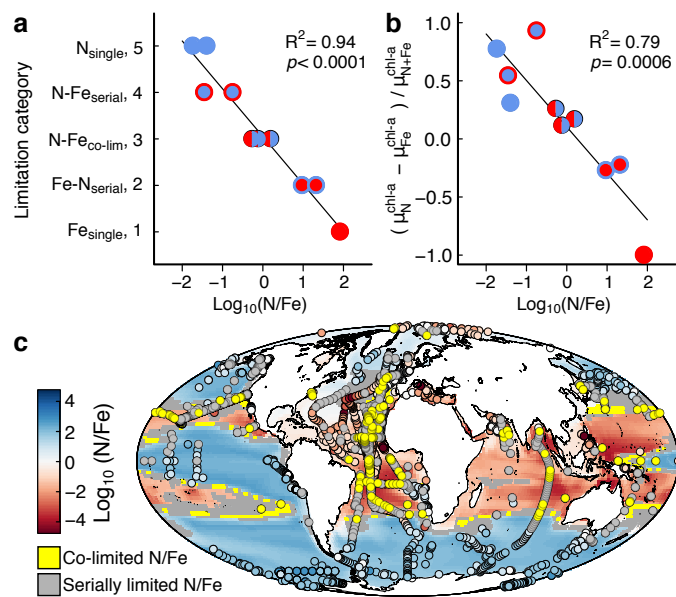 a
Limitation category
N_single, 5
N-Fe_serial, 4
N-Fe_co-lim, 3
Fe-N_serial, 2
Fe_single, 1
R² = 0.94
p< 0.0001
−2 −1 0 1 2
Log₁₀(N/Fe)
b
( μ_N^chl-a − μ_Fe^chl-a ) / μ_N+Fe^chl-a
1.0
0.5
0.0
−0.5
−1.0
R² = 0.79
p= 0.0006
−2 −1 0 1 2
Log₁₀(N/Fe)
c
4
2
0
−2
−4
Log₁₀ (N/Fe)
Co-limited N/Fe
Serially limited N/Fe